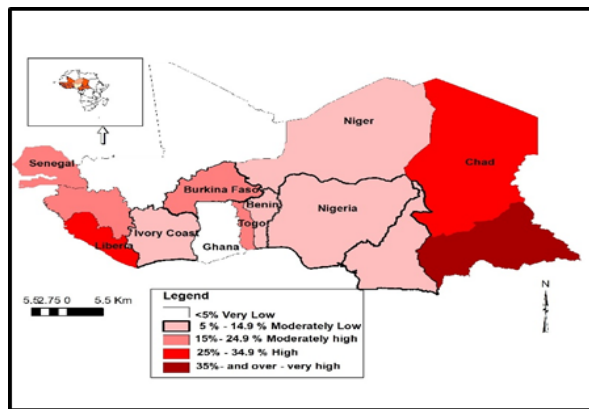 Niger
Chad
Senegal
Burkina Faso
Benin
Nigeria
Togo
Ivory Coast
Liberia
Ghana
N
5.52.75 0 5.5 Km
Legend
<5% Very Low
5 % - 14.9 % Moderately Low
15%- 24.9 % Moderately high
25% - 34.9 % High
35%- and over - very high